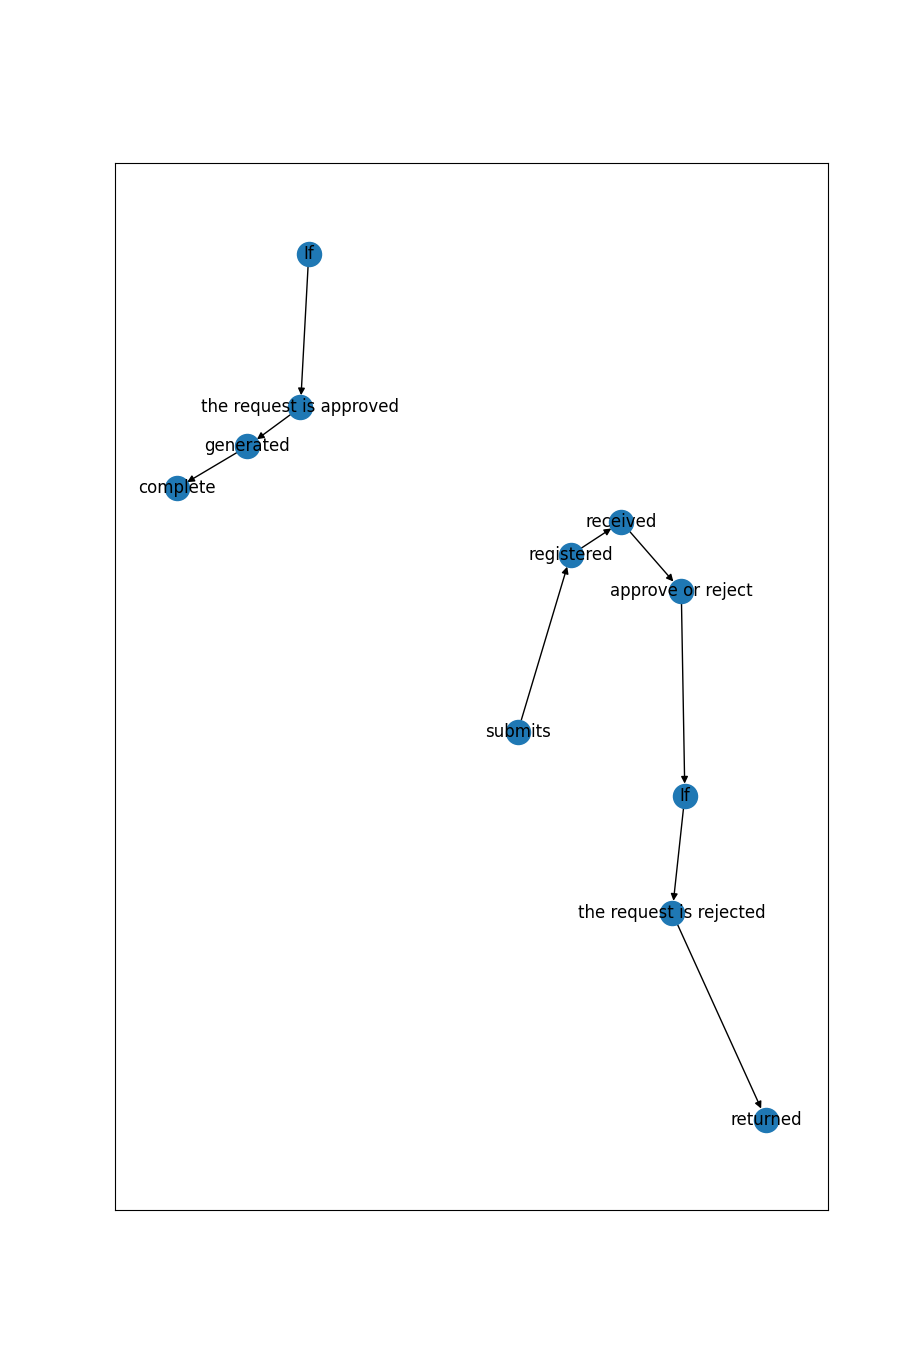 If
the request is approved
generated
complete
received
registered
approve or reject
submits
If
the request is rejected
returned